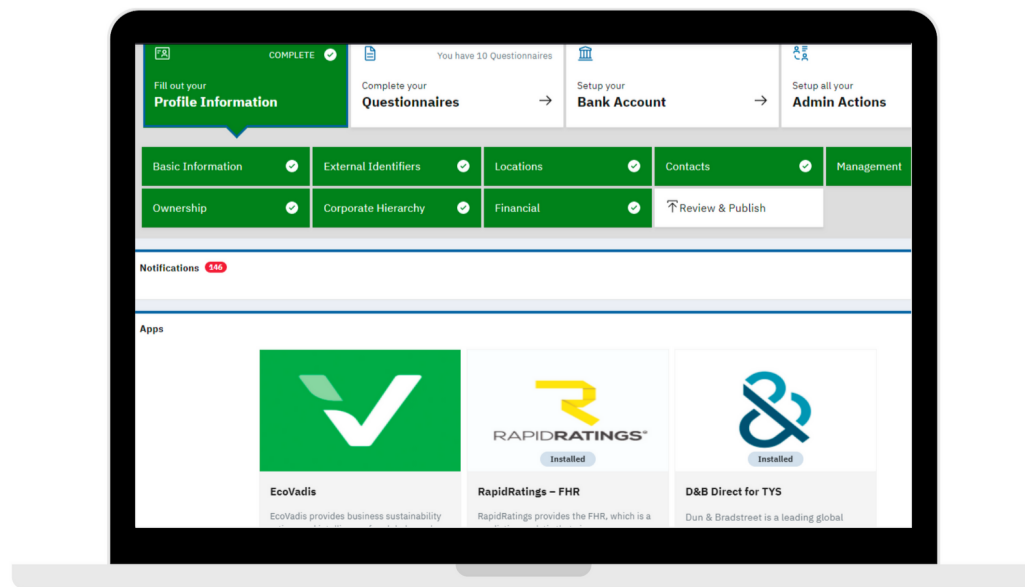 COMPLETE
Fill out your
Profile Information
You have 10 Questionnaires
Complete your
Questionnaires
Setup your
Bank Account
Setup all your
Admin Actions
Basic Information
External Identifiers
Locations
Contacts
Management
Ownership
Corporate Hierarchy
Financial
Review & Publish
Notifications 146
Apps
RAPIDRATINGS
Installed
Installed
EcoVadis
RapidRatings – FHR
D&B Direct for TYS
EcoVadis provides business sustainability
RapidRatings provides the FHR, which is a
Dun & Bradstreet is a leading global